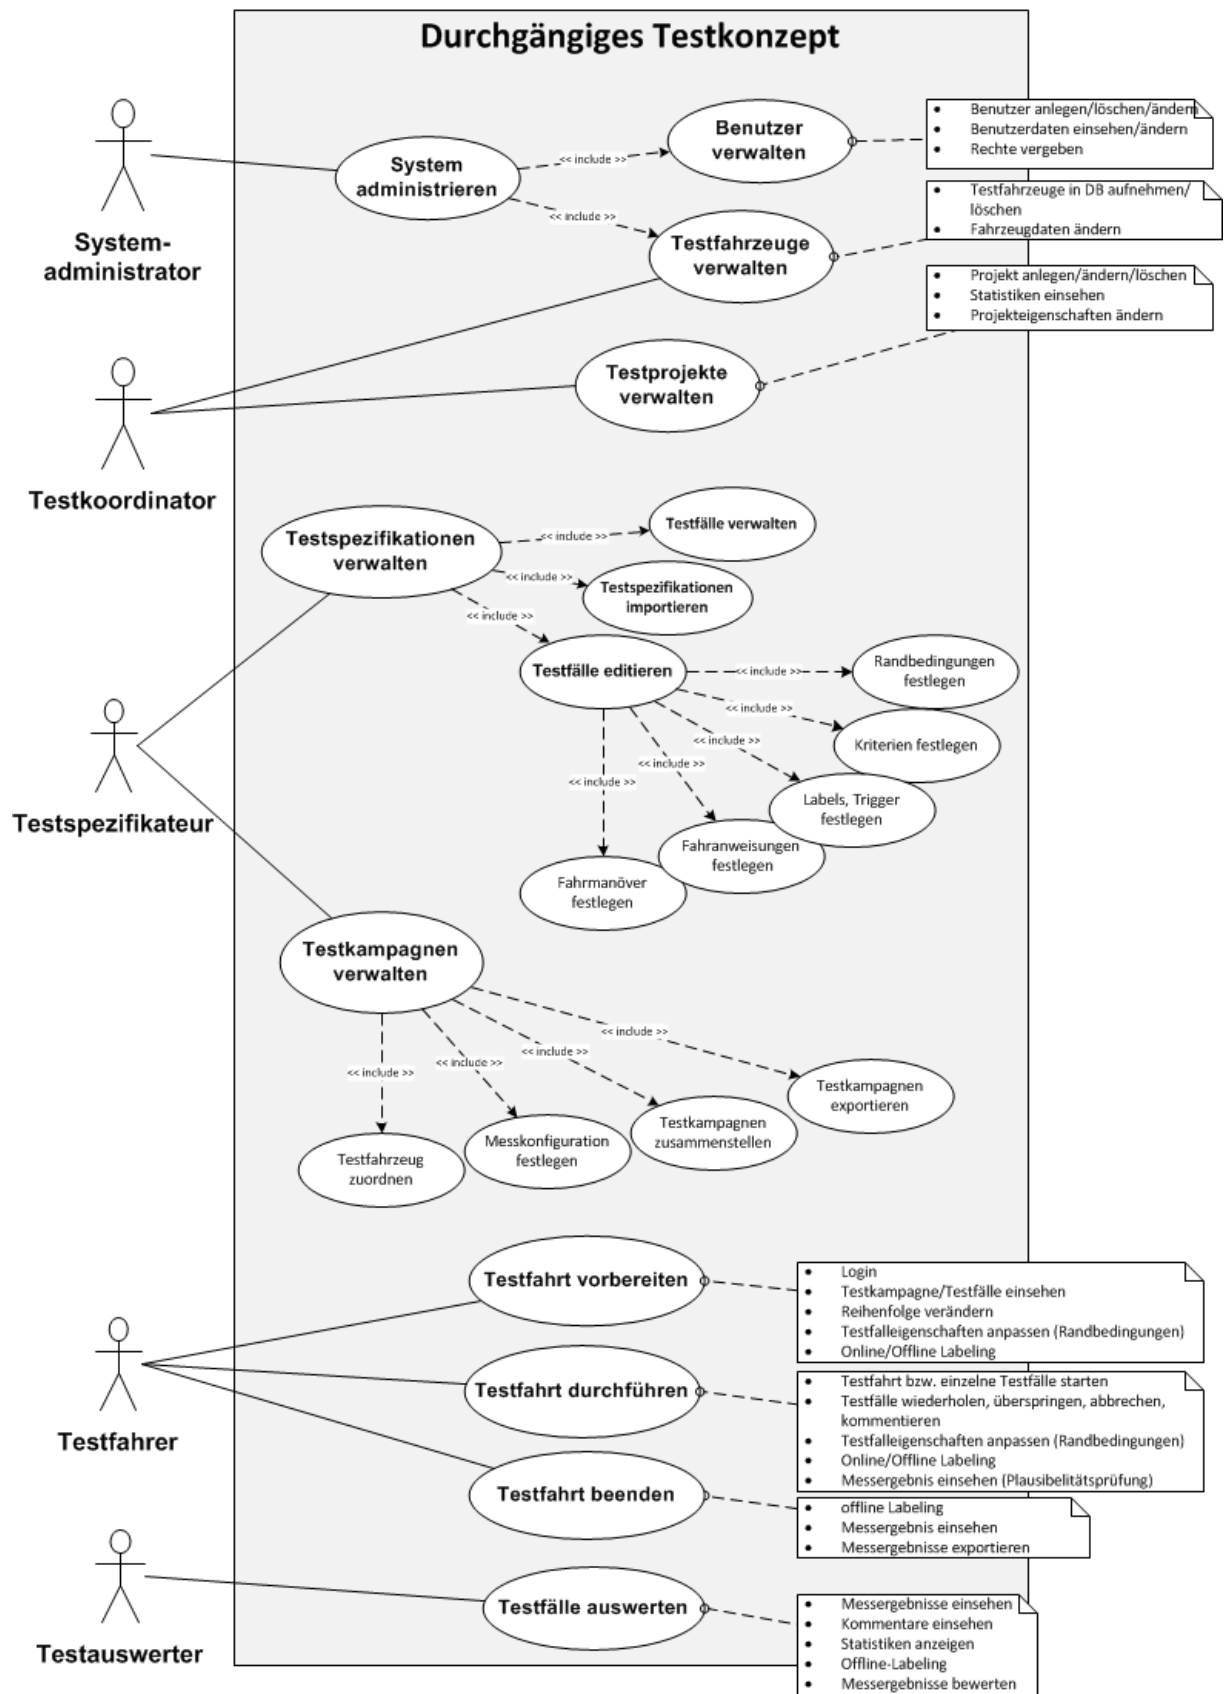 Durchgängiges Testkonzept
System-
administrator
System
administrieren
<< include >>
<< include >>
Benutzer
verwalten
• Benutzer anlegen/löschen/ändern
• Benutzerdaten einsehen/ändern
• Rechte vergeben
Testfahrzeuge
verwalten
• Testfahrzeuge in DB aufnehmen/
löschen
• Fahrzeugdaten ändern
Testkoordinator
Testprojekte
verwalten
• Projekt anlegen/ändern/löschen
• Statistiken einsehen
• Projekteigenschaften ändern
Testspezifikateur
Testspezifikationen
verwalten
<< include >>
<< include >>
<< include >>
Testfälle verwalten
Testspezifikationen
importieren
Testfälle editieren
<< include >>
<< include >>
<< include >>
<< include >>
<< include >>
Randbedingungen
festlegen
Kriterien festlegen
Labels, Trigger
festlegen
Fahranweisungen
festlegen
Fahrmanöver
festlegen
Testkampagnen
verwalten
<< include >>
<< include >>
<< include >>
<< include >>
Testkampagnen
exportieren
Testkampagnen
zusammenstellen
Messkonfiguration
festlegen
Testfahrzeug
zuordnen
Testfahrer
Testfahrt vorbereiten
• Login
• Testkampagne/Testfälle einsehen
• Reihenfolge verändern
• Testfalleigenschaften anpassen (Randbedingungen)
• Online/Offline Labeling
Testfahrt durchführen
• Testfahrt bzw. einzelne Testfälle starten
• Testfälle wiederholen, überspringen, abbrechen,
kommentieren
• Testfalleigenschaften anpassen (Randbedingungen)
• Online/Offline Labeling
• Messergebnis einsehen (Plausibelitätsprüfung)
Testfahrt beenden
• offline Labeling
• Messergebnis einsehen
• Messergebnisse exportieren
Testauswerter
Testfälle auswerten
• Messergebnisse einsehen
• Kommentare einsehen
• Statistiken anzeigen
• Offline-Labeling
• Messergebnisse bewerten